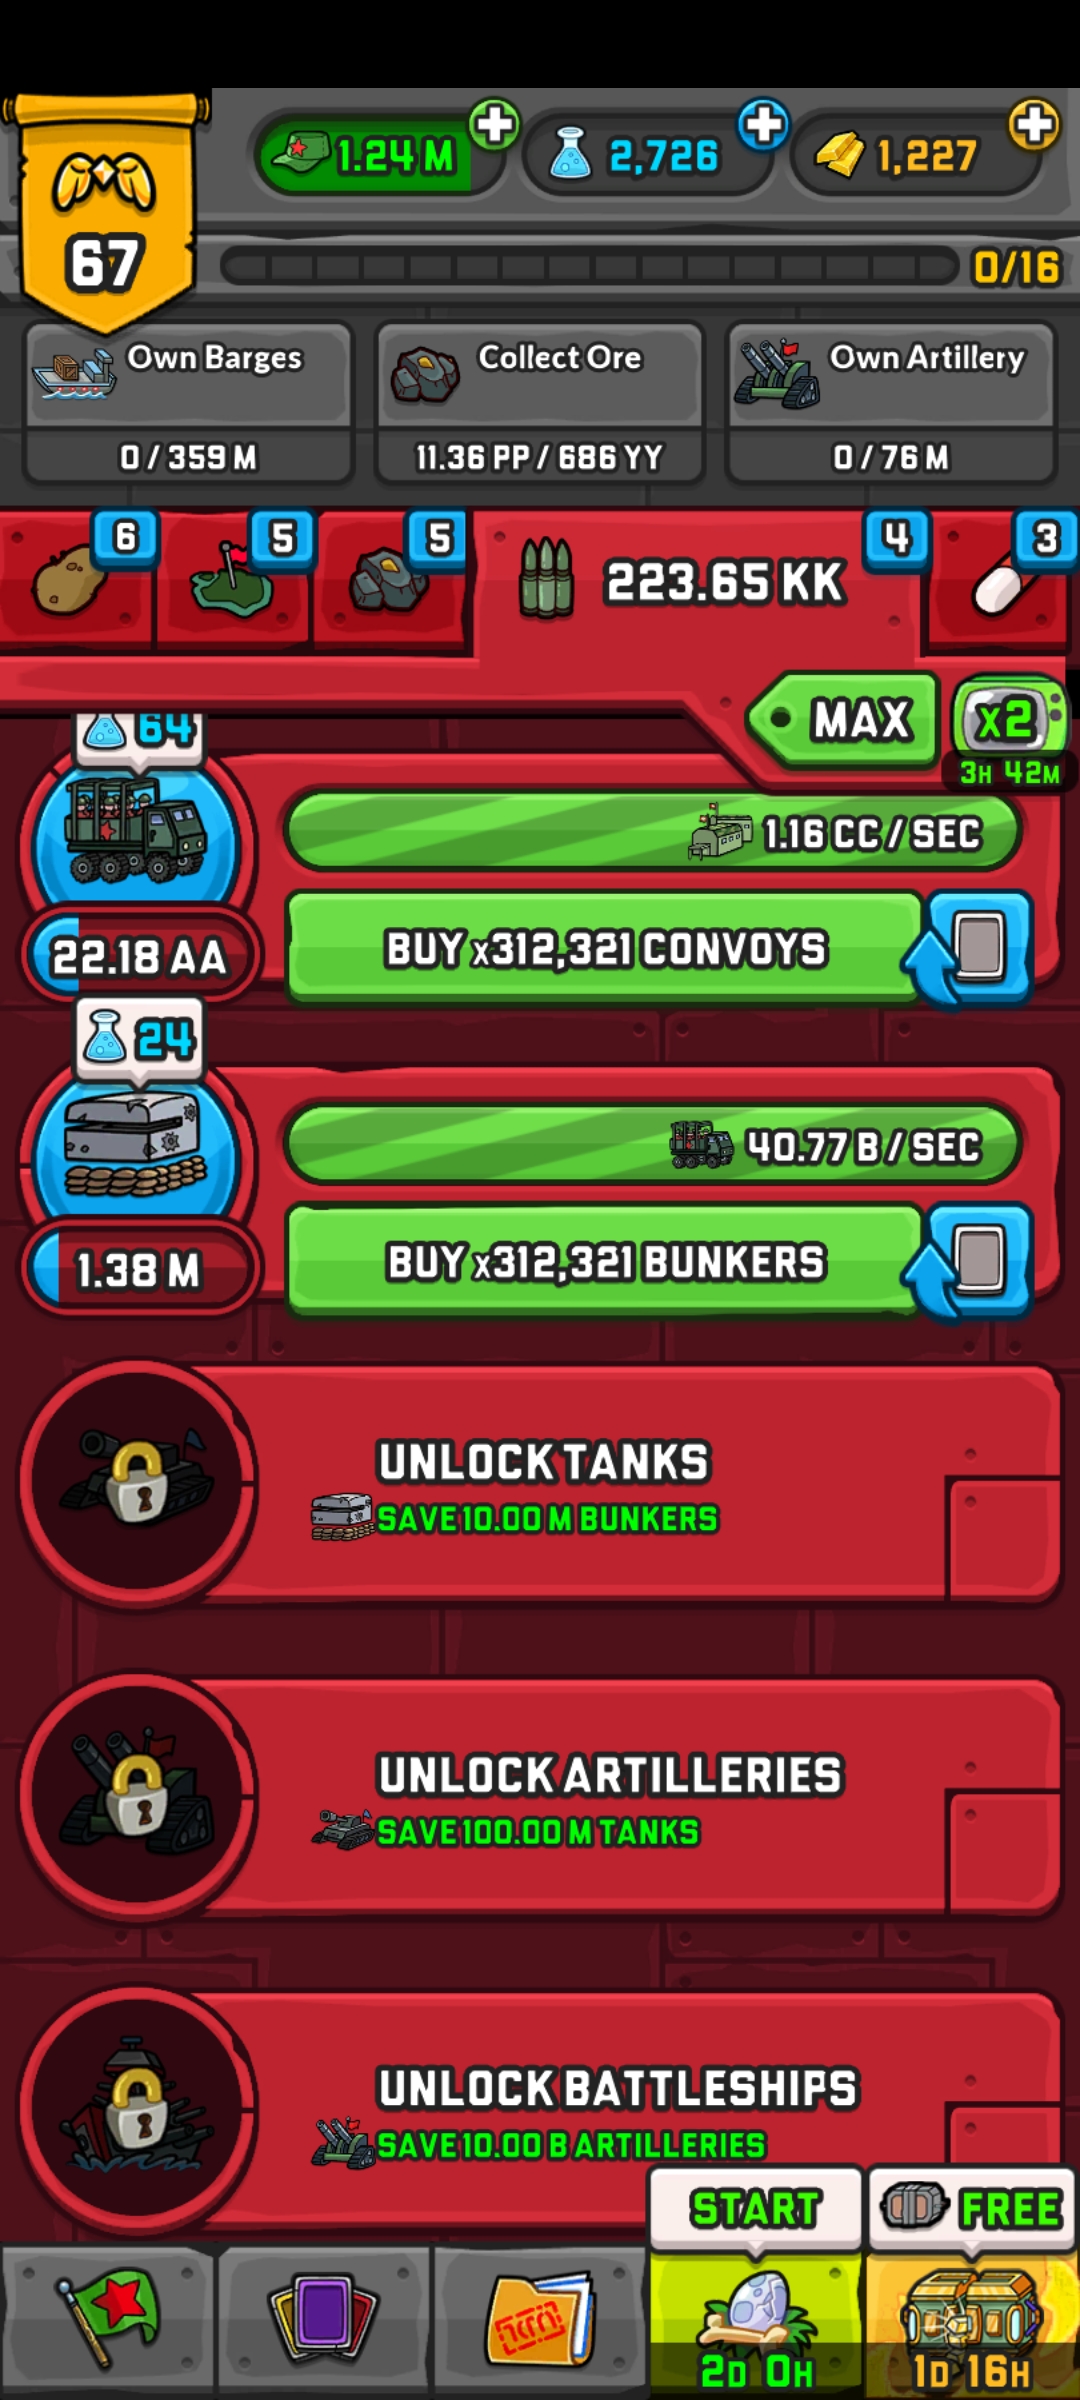 1.24 M
2,726
1,227
67
0/16
Own Barges
0 / 359 M
Collect Ore
11.36 PP / 686 YY
Own Artillery
0 / 76 M
6
5
5
223.65 KK
4
3
MAX
x2
3H 42M
64
1.16 CC / SEC
22.18 AA
BUY x312,321 CONVOYS
24
40.77 B / SEC
1.38 M
BUY x312,321 BUNKERS
UNLOCK TANKS
SAVE 10.00 M BUNKERS
UNLOCK ARTILLERIES
SAVE 100.00 M TANKS
UNLOCK BATTLESHIPS
SAVE 10.00 B ARTILLERIES
START
FREE
2D 0H
1D 16H